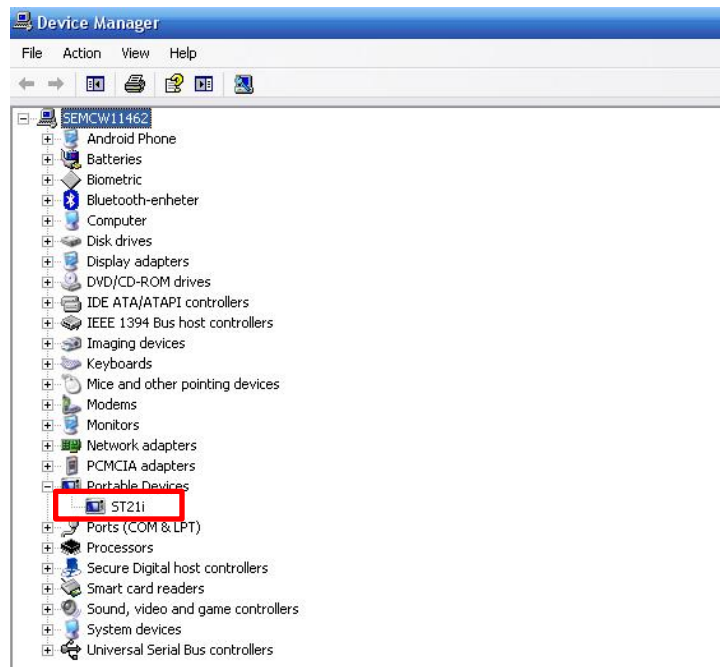 Device Manager
File Action View Help
SEMCW11462
Android Phone
Batteries
Biometric
Bluetooth-enheter
Computer
Disk drives
Display adapters
DVD/CD-ROM drives
IDE ATA/ATAPI controllers
IEEE 1394 Bus host controllers
Imaging devices
Keyboards
Mice and other pointing devices
Modems
Monitors
Network adapters
PCMCIA adapters
Portable Devices
ST21i
Ports (COM & LPT)
Processors
Secure Digital host controllers
Smart card readers
Sound, video and game controllers
System devices
Universal Serial Bus controllers